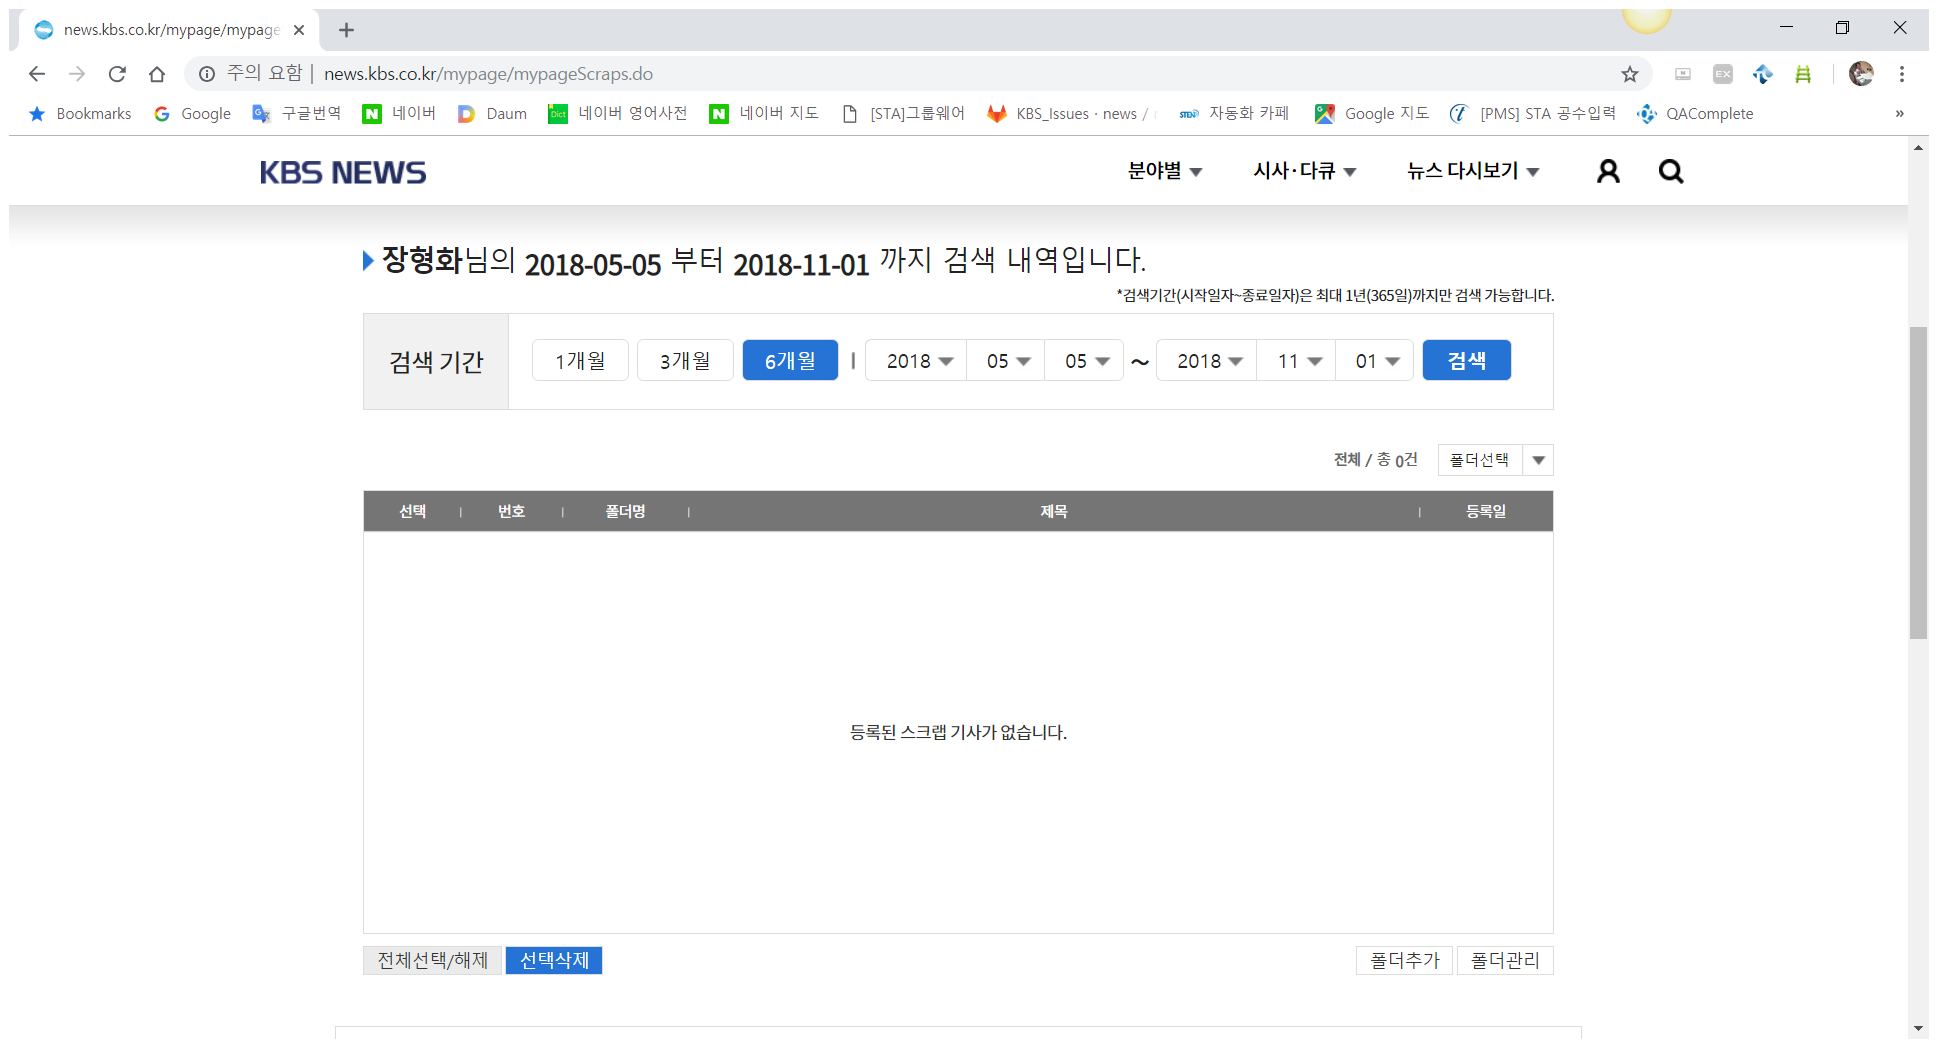 news.kbs.co.kr/mypage/mypage
주의 요함 | news.kbs.co.kr/mypage/mypageScraps.do
EX
Bookmarks Google 구글번역 네이버 Daum 네이버 영어사전 네이버 지도 [STA]그룹웨어 KBS_Issues · news / 자동화 카페 Google 지도 [PMS] STA 공수입력 QAComplete »
KBS NEWS 분야별 시사·다큐 뉴스 다시보기
장형화님의 2018-05-05 부터 2018-11-01 까지 검색 내역입니다.
*검색기간(시작일자~종료일자)은 최대 1년(365일)까지만 검색 가능합니다.
검색 기간 1개월 3개월 6개월 | 2018 05 05 ~ 2018 11 01 검색
전체 / 총 0건 폴더선택
선택 번호 폴더명 제목 등록일
등록된 스크랩 기사가 없습니다.
전체선택/해제 선택삭제 폴더추가 폴더관리